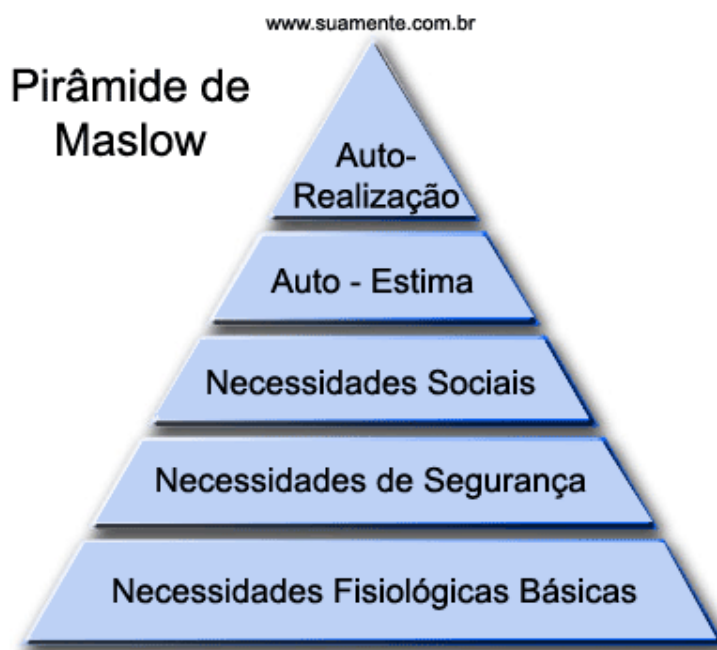 www.suamente.com.br
Pirâmide de
Maslow
Auto-
Realização
Auto - Estima
Necessidades Sociais
Necessidades de Segurança
Necessidades Fisiológicas Básicas